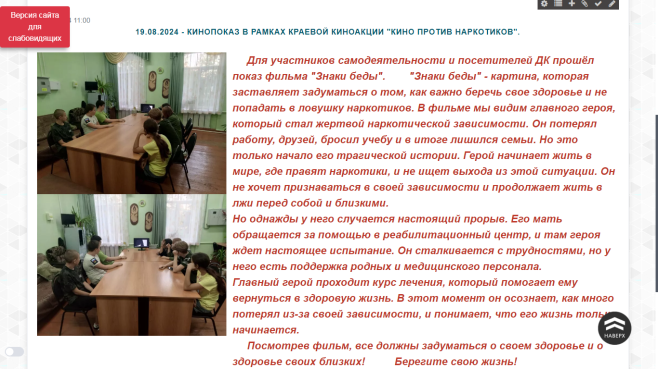 Версия сайта
для
слабовидящих
11:00
19.08.2024 - КИНОПОКАЗ В РАМКАХ КРАЕВОЙ КИНОАКЦИИ "КИНО ПРОТИВ НАРКОТИКОВ".
Для участников самодеятельности и посетителей ДК прошёл
показ фильма "Знаки беды". "Знаки беды" - картина, которая
заставляет задуматься о том, как важно беречь свое здоровье и не
попадать в ловушку наркотиков. В фильме мы видим главного героя,
который стал жертвой наркотической зависимости. Он потерял
работу, друзей, бросил учебу и в итоге лишился семьи. Но это
только начало его трагической истории. Герой начинает жить в
мире, где правят наркотики, и не ищет выхода из этой ситуации. Он
не хочет признаваться в своей зависимости и продолжает жить в
лжи перед собой и близкими.
Но однажды у него случается настоящий прорыв. Его мать
обращается за помощью в реабилитационный центр, и там героя
ждет настоящее испытание. Он сталкивается с трудностями, но у
него есть поддержка родных и медицинского персонала.
Главный герой проходит курс лечения, который помогает ему
вернуться в здоровую жизнь. В этот момент он осознает, как много
потерял из-за своей зависимости, и понимает, что его жизнь только
начинается.
Посмотрев фильм, все должны задуматься о своем здоровье и о
здоровье своих близких! Берегите свою жизнь!
НАВЕРХ